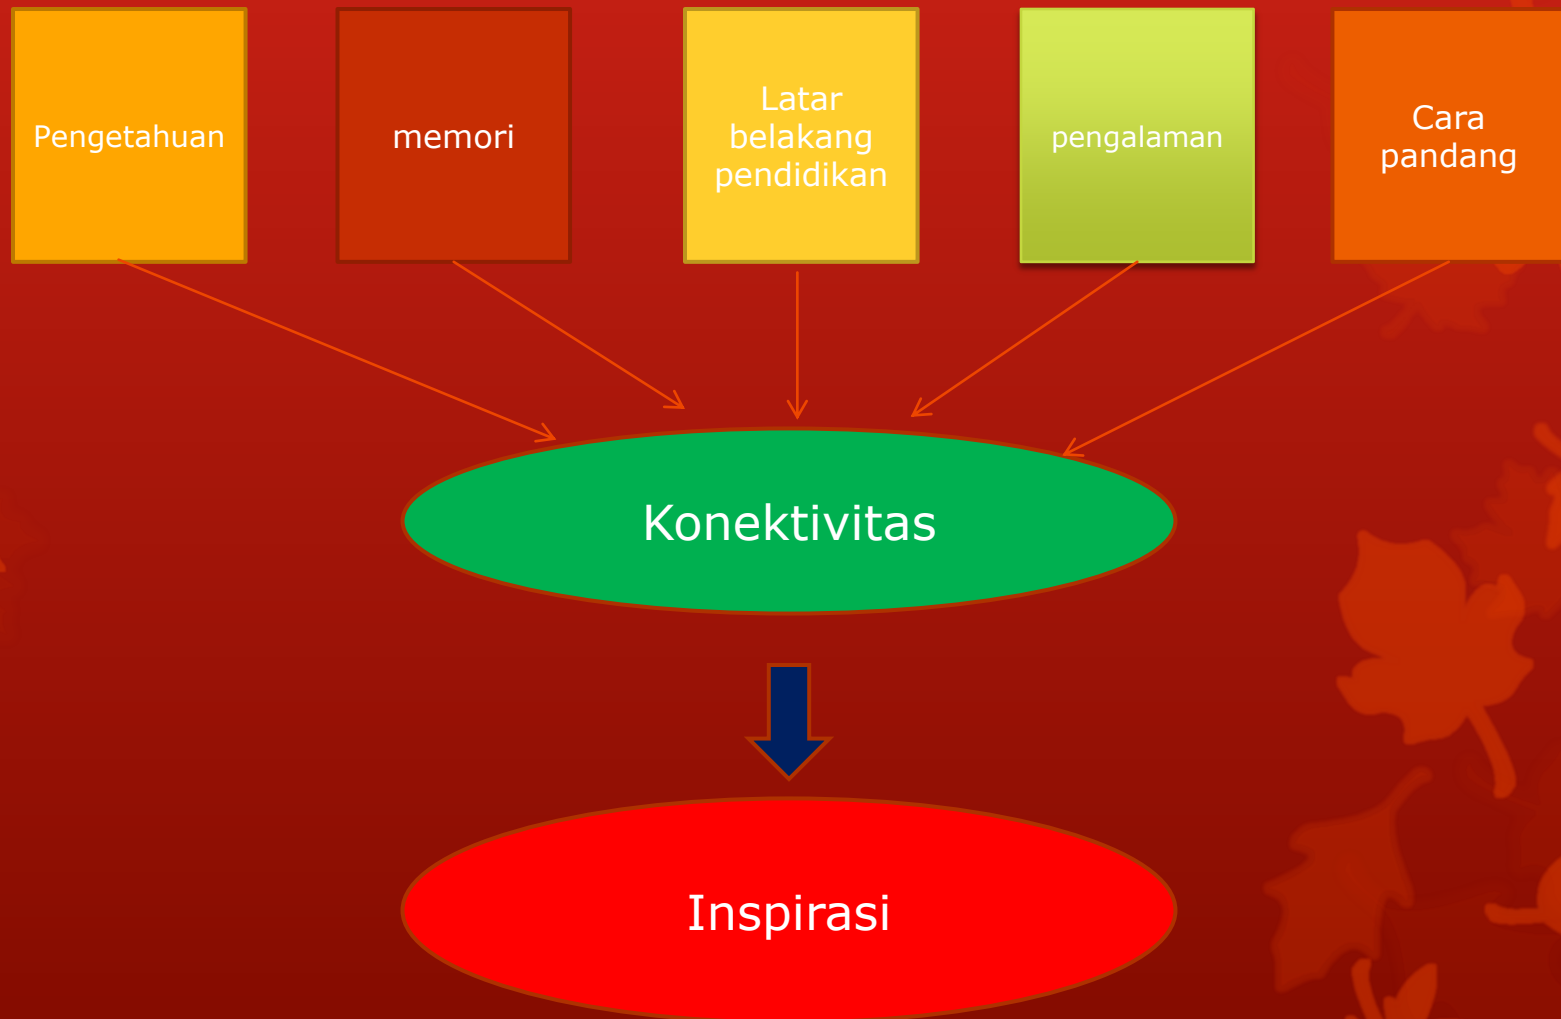 Pengetahuan
memori
Latar
belakang
pendidikan
pengalaman
Cara
pandang
Konektivitas
Inspirasi